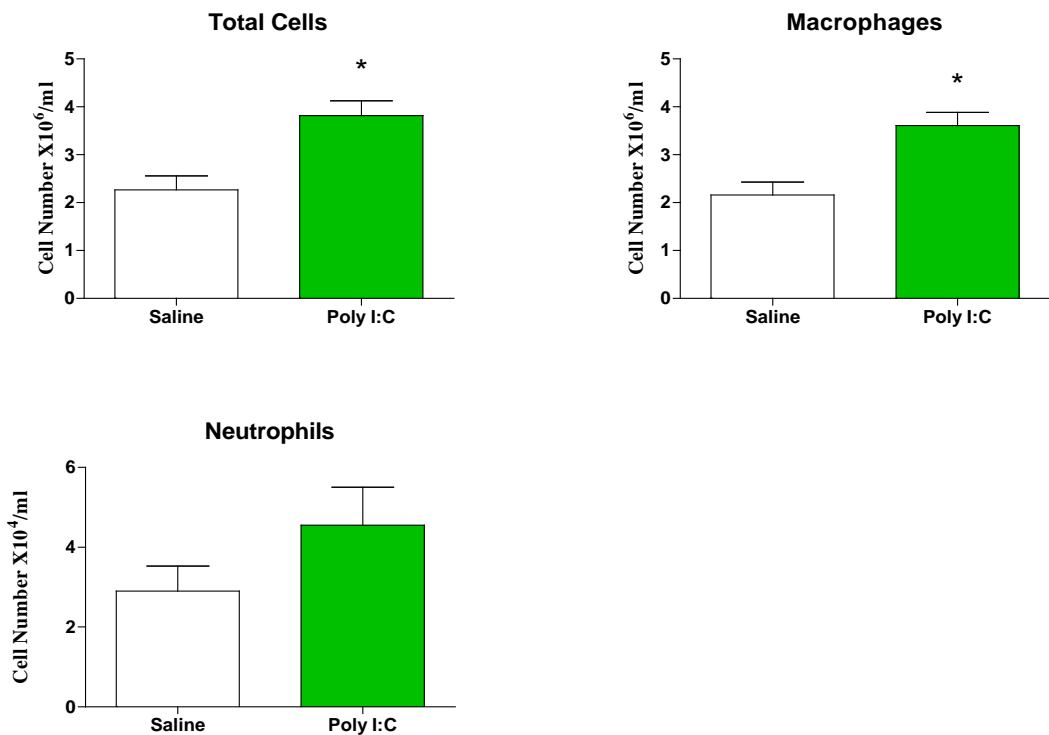 Total Cells
Cell Number X10⁶/ml
5
4
3
2
1
0
*
Saline
Poly I:C
Macrophages
Cell Number X10⁶/ml
5
4
3
2
1
0
*
Saline
Poly I:C
Neutrophils
Cell Number X10⁴/ml
6
4
2
0
Saline
Poly I:C